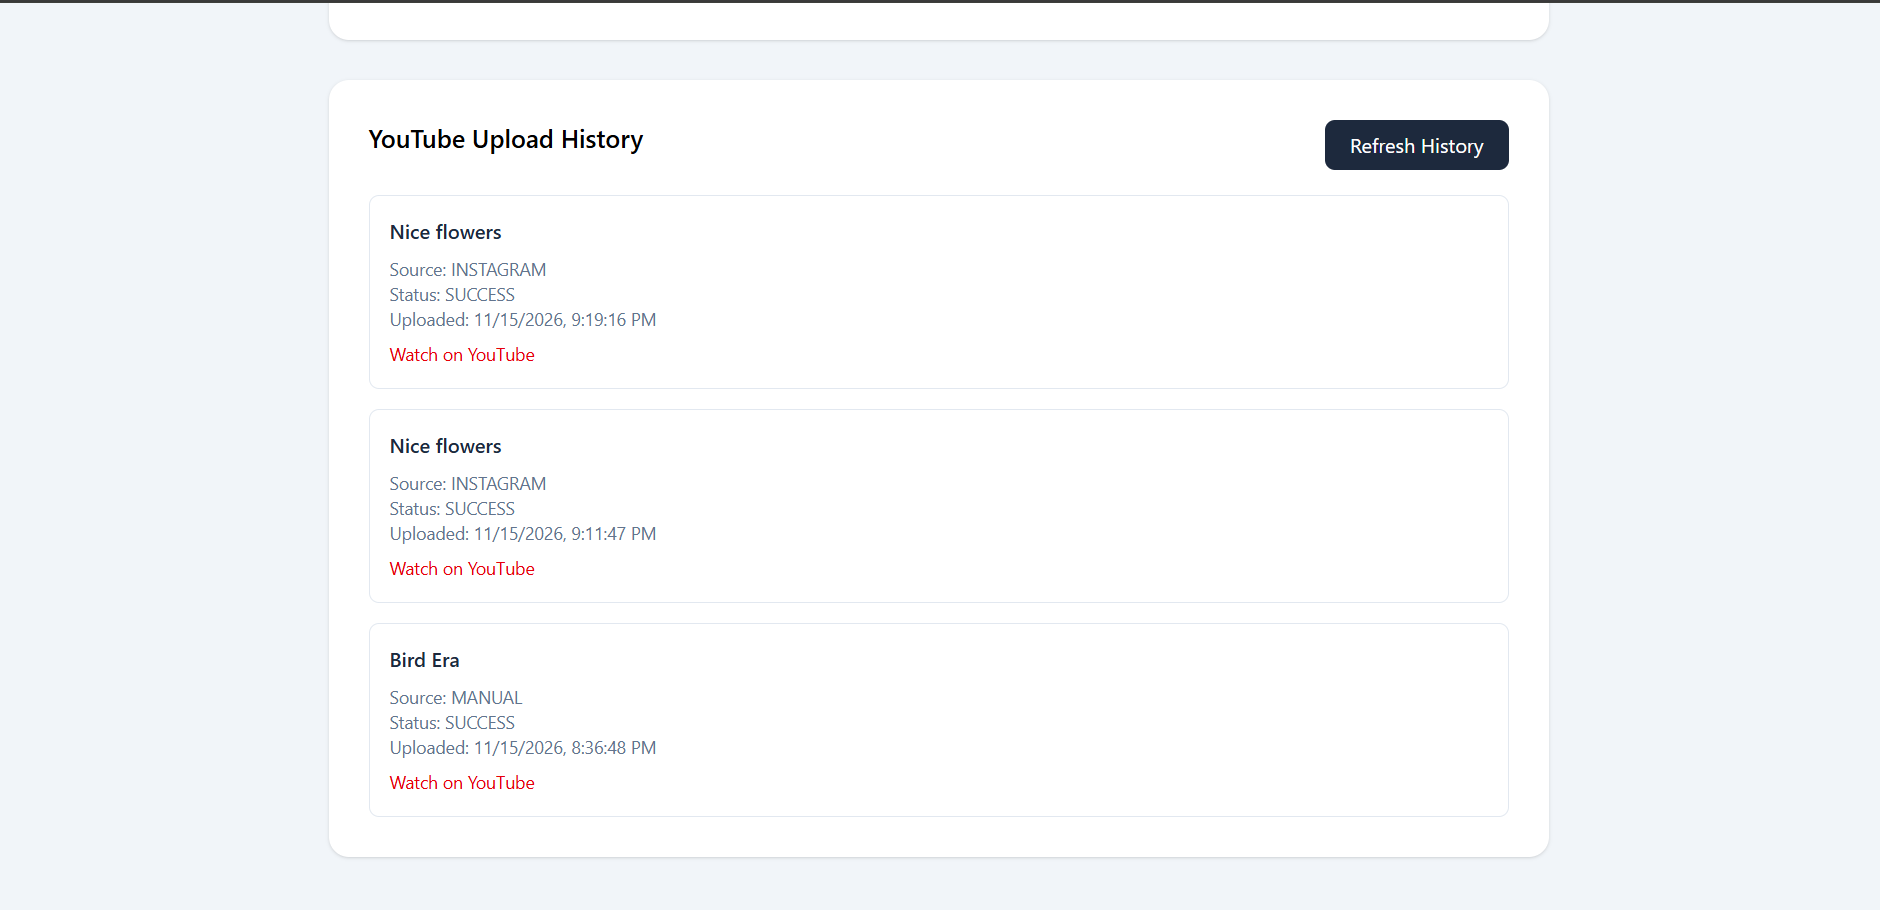 YouTube Upload History
Refresh History
Nice flowers
Source: INSTAGRAM
Status: SUCCESS
Uploaded: 11/15/2026, 9:19:16 PM
Watch on YouTube
Nice flowers
Source: INSTAGRAM
Status: SUCCESS
Uploaded: 11/15/2026, 9:11:47 PM
Watch on YouTube
Bird Era
Source: MANUAL
Status: SUCCESS
Uploaded: 11/15/2026, 8:36:48 PM
Watch on YouTube